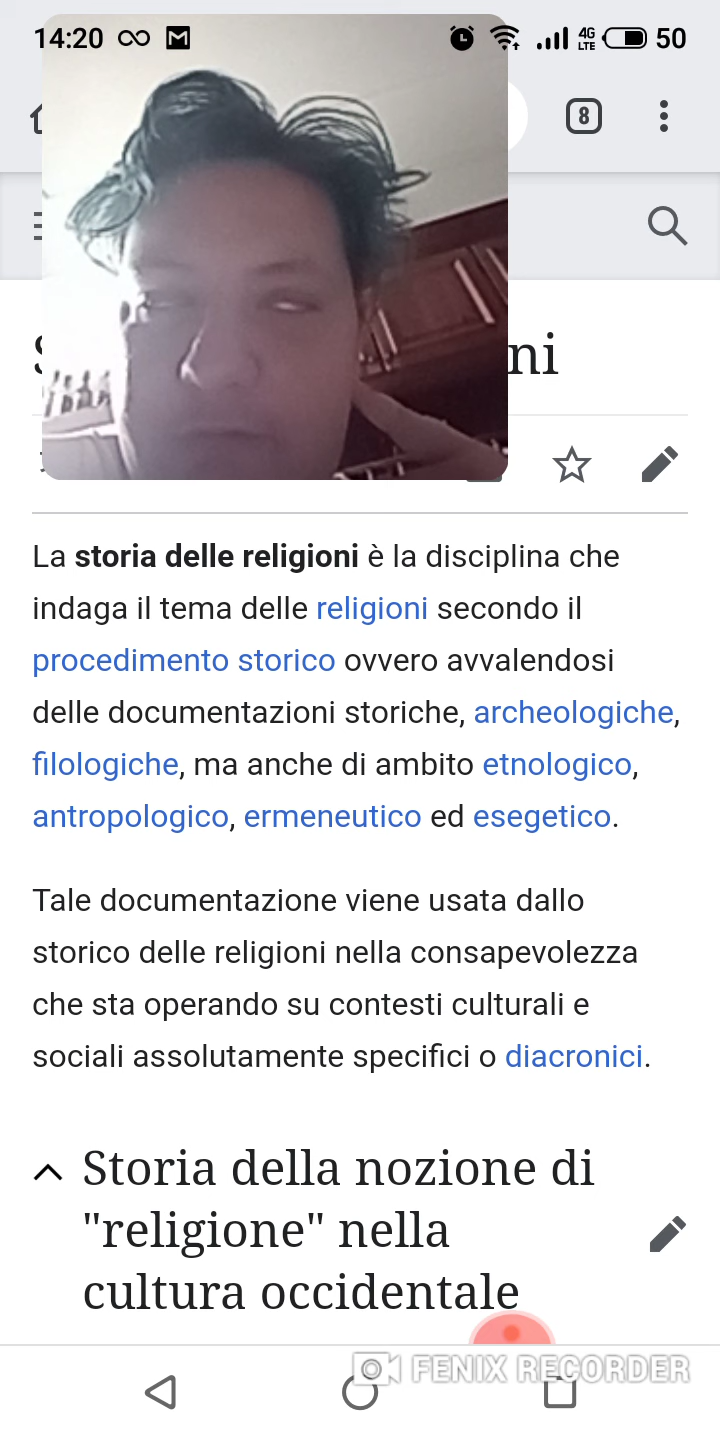 14:20
4G
LTE
50
8
ni
La storia delle religioni è la disciplina che
indaga il tema delle religioni secondo il
procedimento storico ovvero avvalendosi
delle documentazioni storiche, archeologiche,
filologiche, ma anche di ambito etnologico,
antropologico, ermeneutico ed esegetico.
Tale documentazione viene usata dallo
storico delle religioni nella consapevolezza
che sta operando su contesti culturali e
sociali assolutamente specifici o diacronici.
Storia della nozione di
"religione" nella
cultura occidentale
FENIX RECORDER